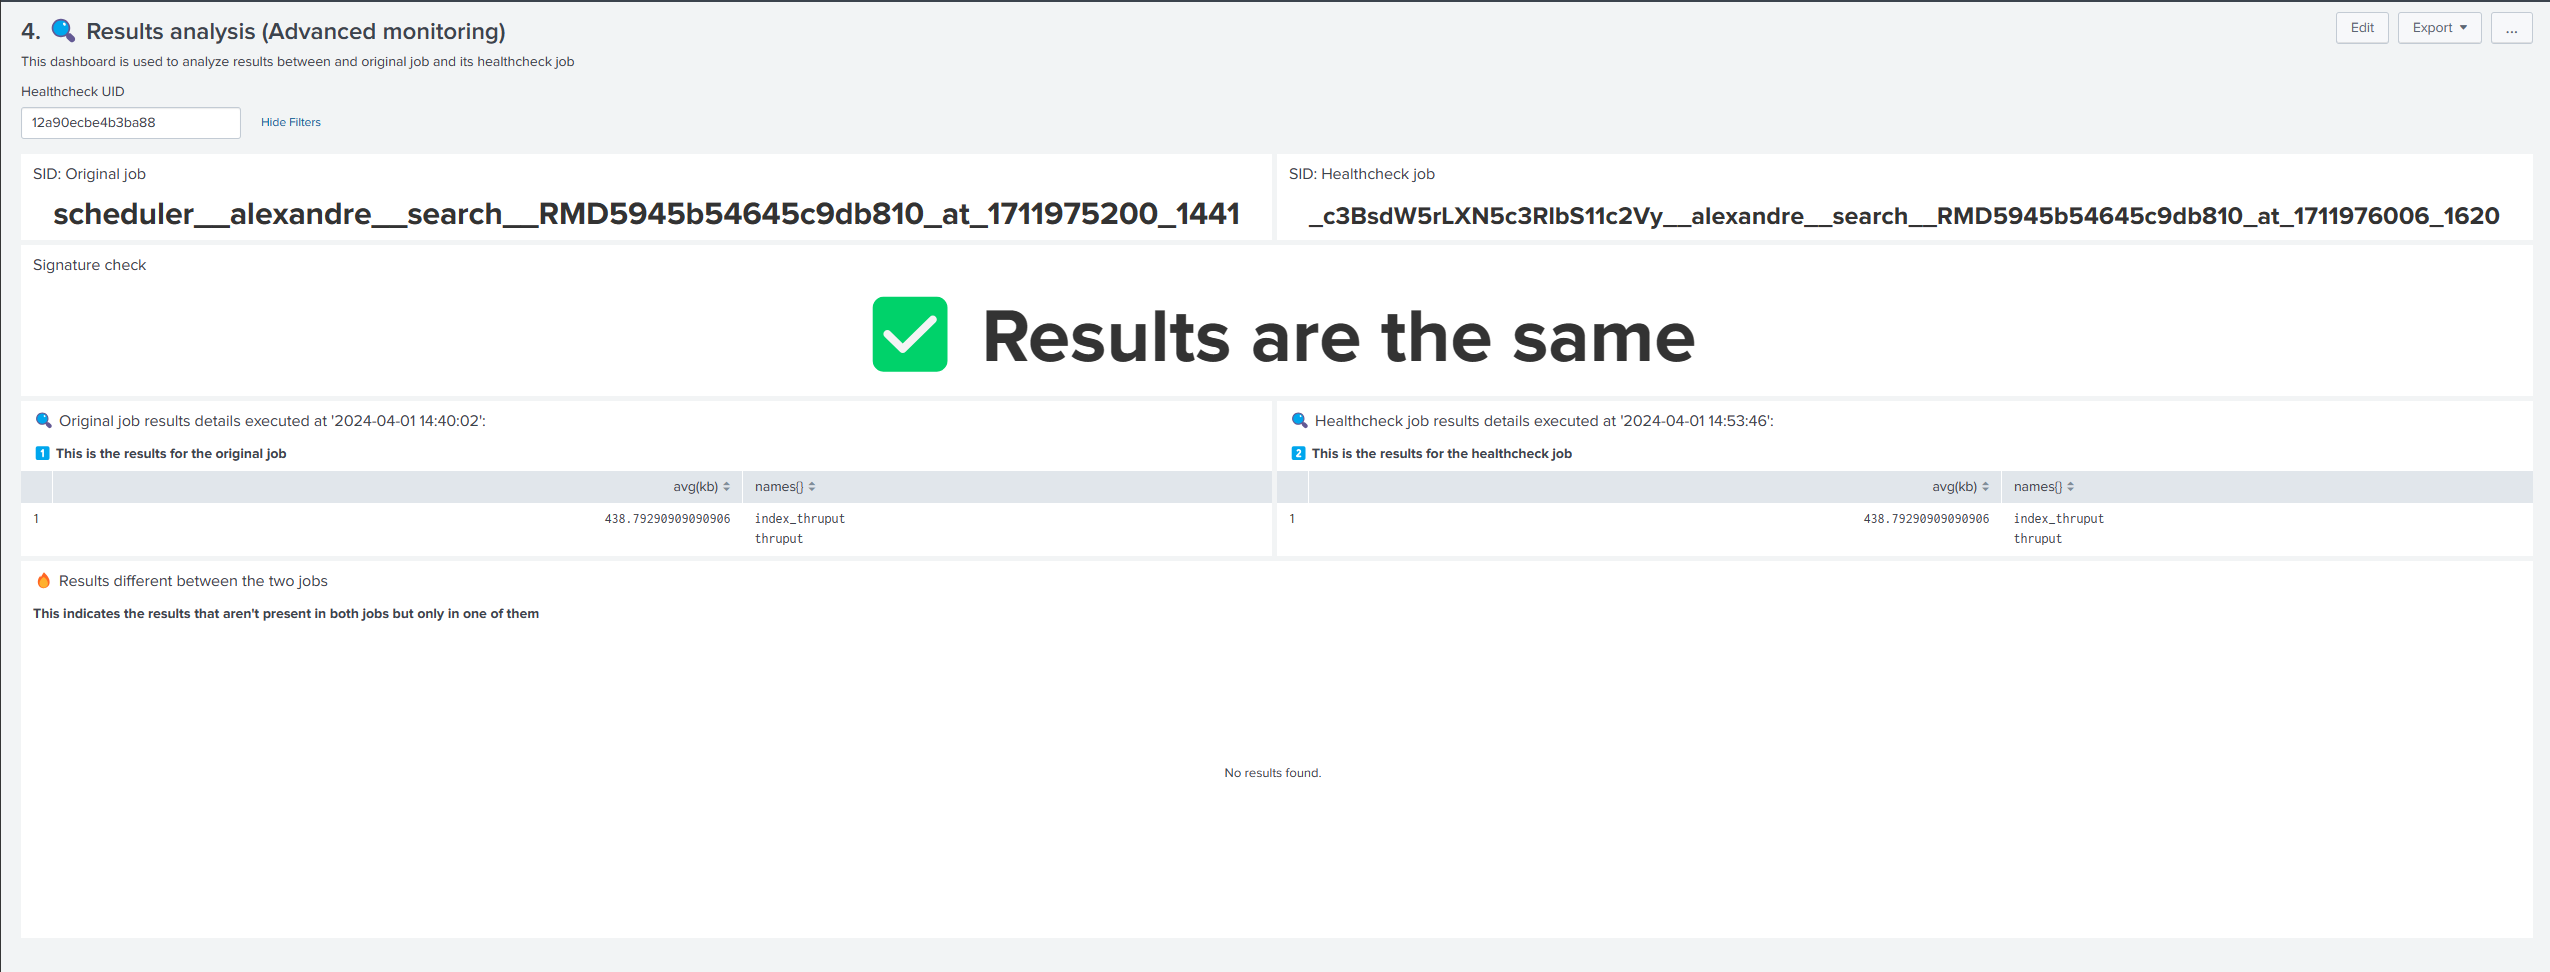 4. 🔍 Results analysis (Advanced monitoring)
Edit
Export
...
This dashboard is used to analyze results between and original job and its healthcheck job
Healthcheck UID
12a90ecbe4b3ba88
Hide Filters
SID: Original job
scheduler__alexandre__search__RMD5945b54645c9db810_at_1711975200_1441
SID: Healthcheck job
_c3BsdW5rLXN5c3RlbS11c2Vy__alexandre__search__RMD5945b54645c9db810_at_1711976006_1620
Signature check
✅ Results are the same
🔍 Original job results details executed at '2024-04-01 14:40:02':
1 This is the results for the original job
avg(kb) names{}
1 438.79290909090906 index_thruput
thruput
🔍 Healthcheck job results details executed at '2024-04-01 14:53:46':
2 This is the results for the healthcheck job
avg(kb) names{}
1 438.79290909090906 index_thruput
thruput
🔥 Results different between the two jobs
This indicates the results that aren't present in both jobs but only in one of them
No results found.